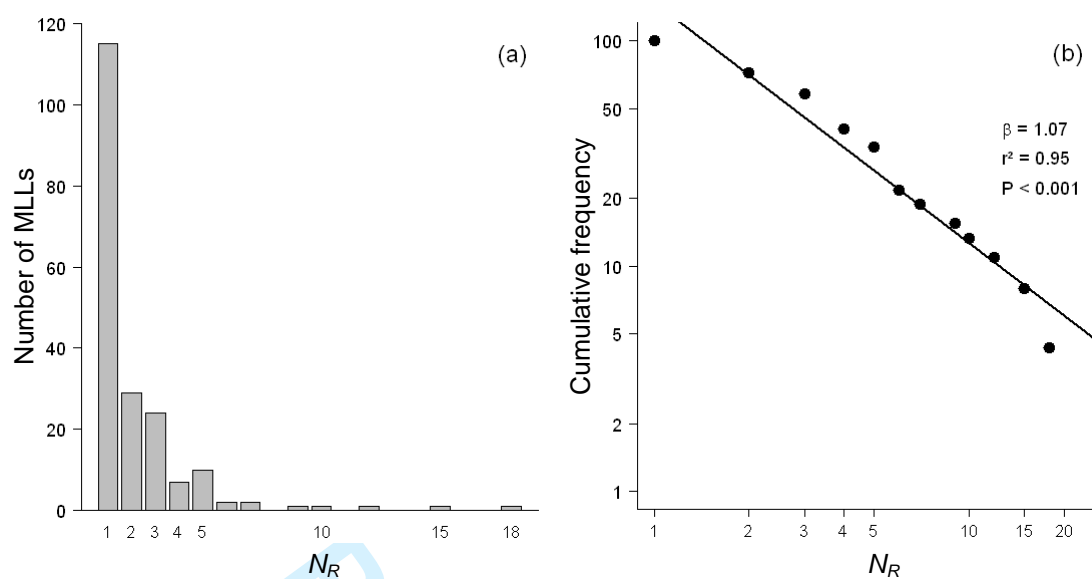 (a)
Number of MLLs
120
100
80
60
40
20
0
1 2 3 4 5 10 15 18
N_R
(b)
Cumulative frequency
100
50
20
10
5
2
1
β = 1.07
r² = 0.95
P < 0.001
1 2 3 4 5 10 15 20
N_R